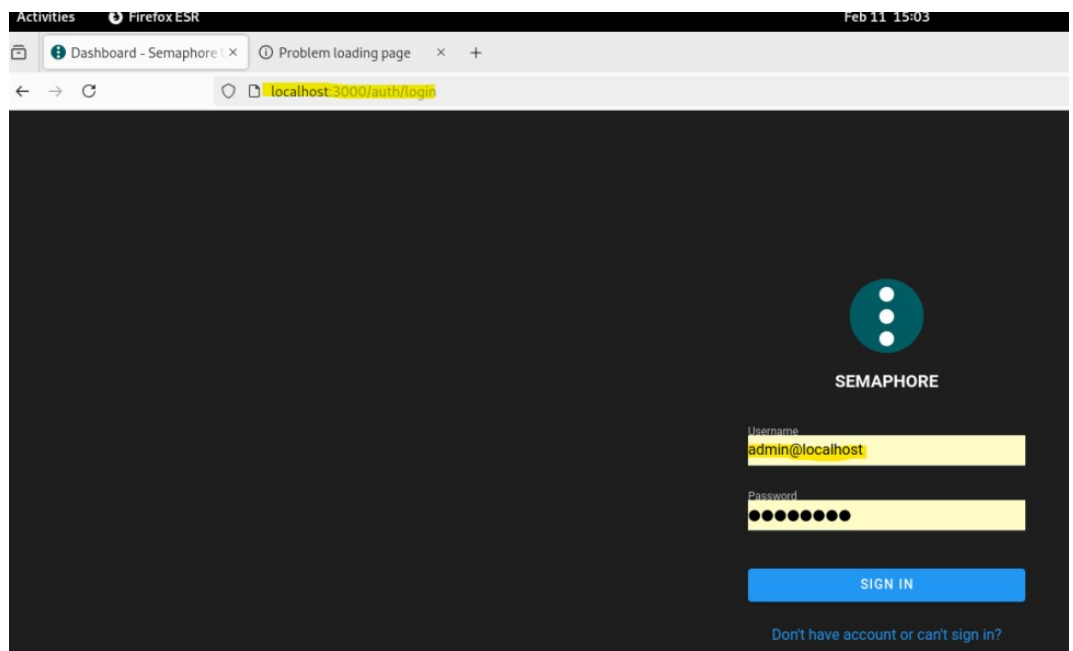 Activities Firefox ESR Feb 11 15:03
Dashboard - Semaphore U Problem loading page
localhost:3000/auth/login
SEMAPHORE
Username
admin@localhost
Password
SIGN IN
Don't have account or can't sign in?